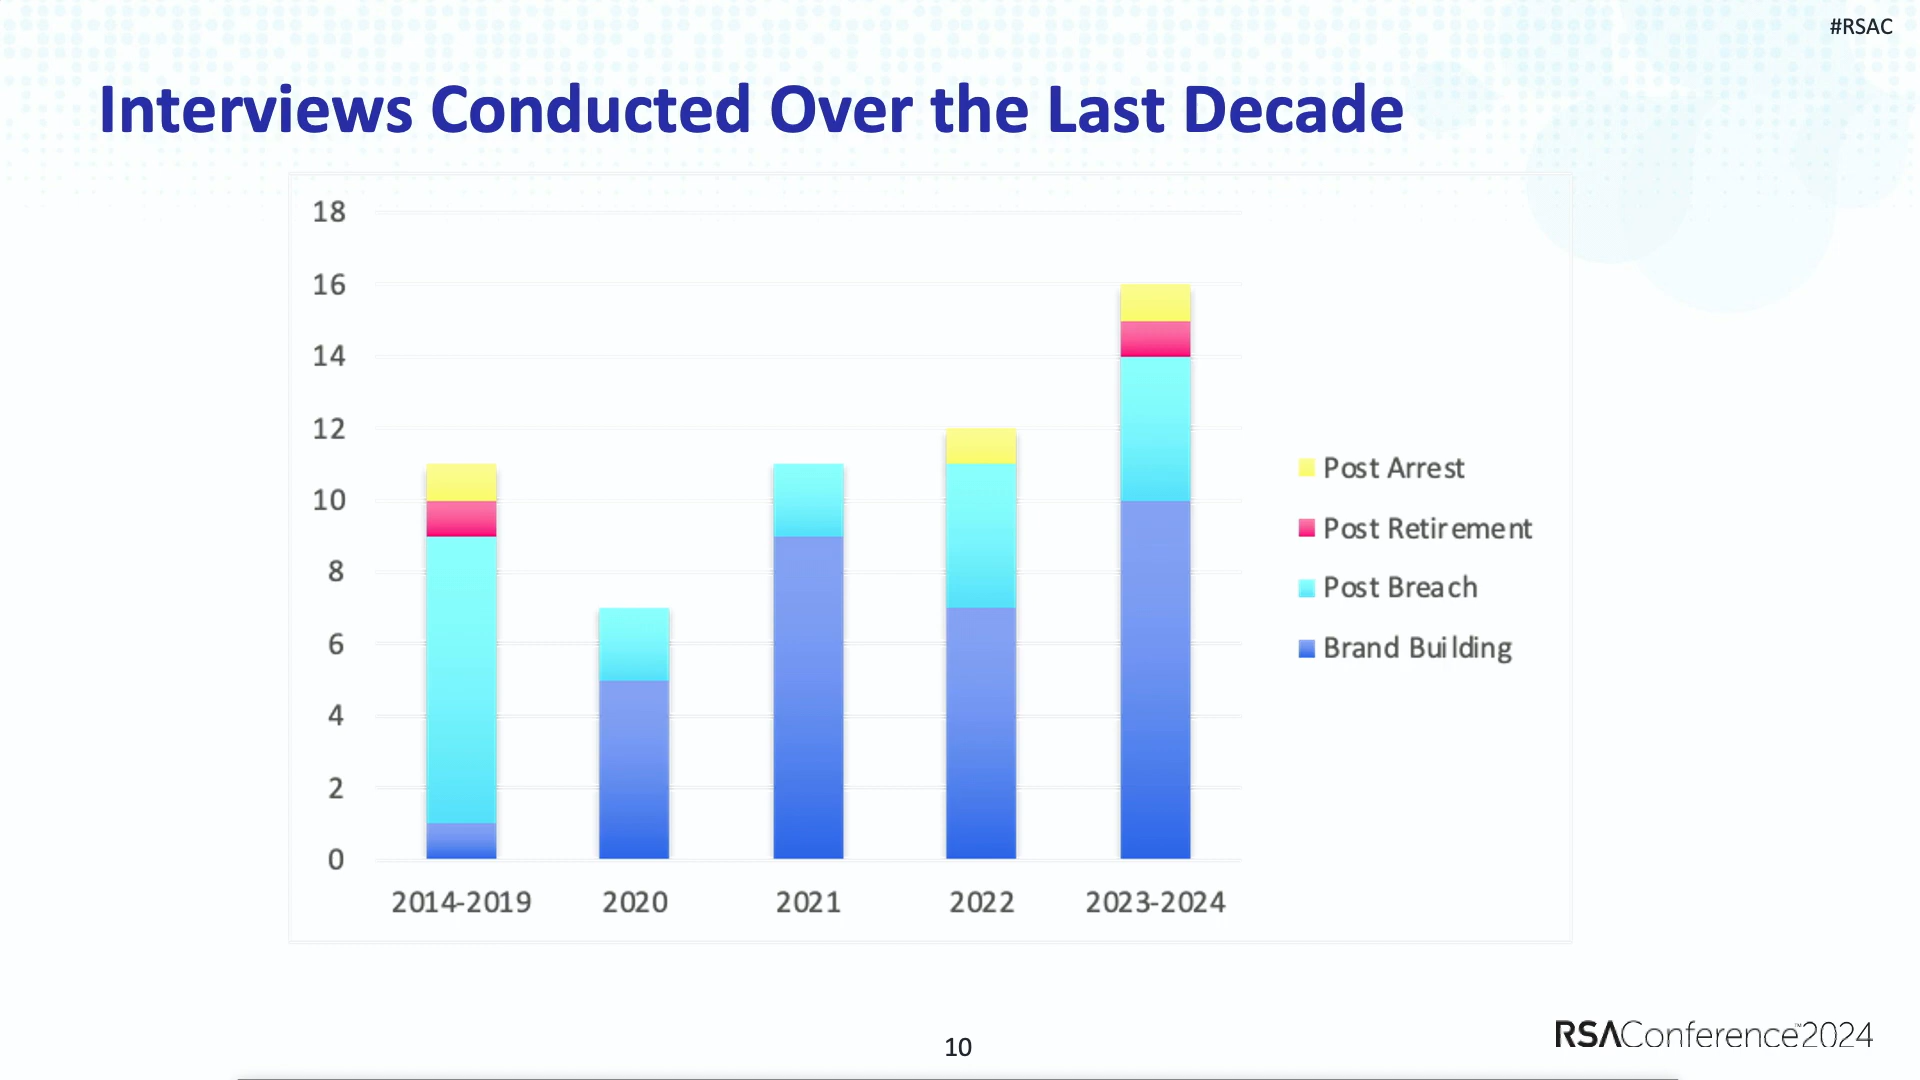 #RSAC
Interviews Conducted Over the Last Decade
18
16
14
12
10
8
6
4
2
0
2014-2019 2020 2021 2022 2023-2024
Post Arrest
Post Retirement
Post Breach
Brand Building
10
RSAConference™2024